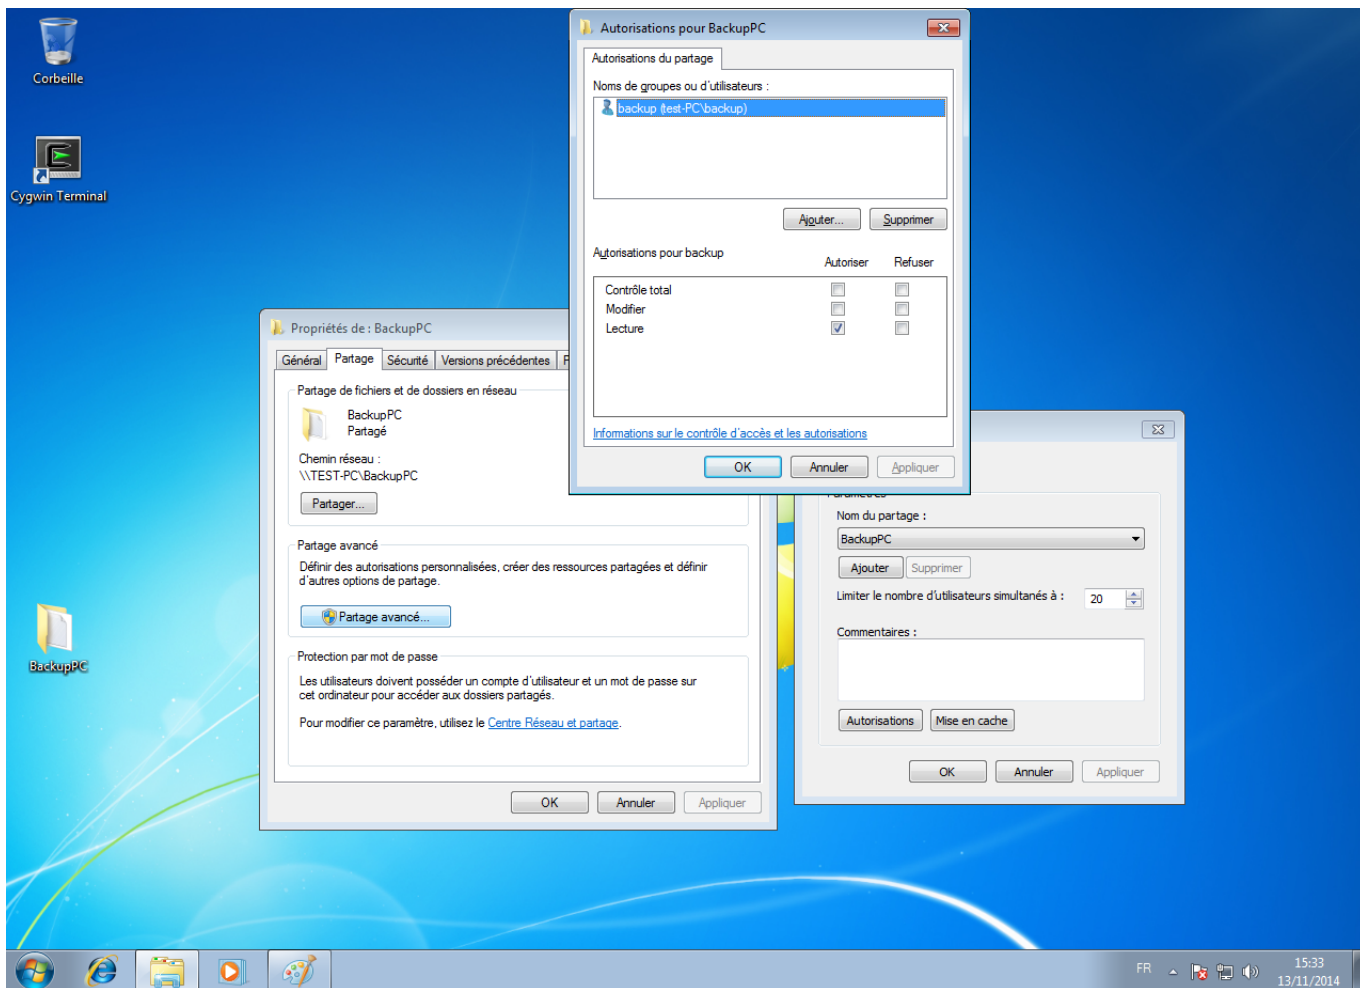 Corbeille
Cygwin Terminal
BackupPC
Autorisations pour BackupPC
Autorisations du partage
Noms de groupes ou d'utilisateurs :
backup (test-PC\backup)
Ajouter...
Supprimer
Autorisations pour backup
Autoriser
Refuser
Contrôle total
Modifier
Lecture
Informations sur le contrôle d'accès et les autorisations
OK
Annuler
Appliquer
Propriétés de : BackupPC
Général
Partage
Sécurité
Versions précédentes
Partage de fichiers et de dossiers en réseau
BackupPC
Partagé
Chemin réseau :
\\TEST-PC\BackupPC
Partager...
Partage avancé
Définir des autorisations personnalisées, créer des ressources partagées et définir
d'autres options de partage.
Partage avancé...
Protection par mot de passe
Les utilisateurs doivent posséder un compte d'utilisateur et un mot de passe sur
cet ordinateur pour accéder aux dossiers partagés.
Pour modifier ce paramètre, utilisez le Centre Réseau et partage.
OK
Annuler
Appliquer
Paramètres
Nom du partage :
BackupPC
Ajouter
Supprimer
Limiter le nombre d'utilisateurs simultanés à :
20
Commentaires :
Autorisations
Mise en cache
OK
Annuler
Appliquer
FR
15:33
13/11/2014